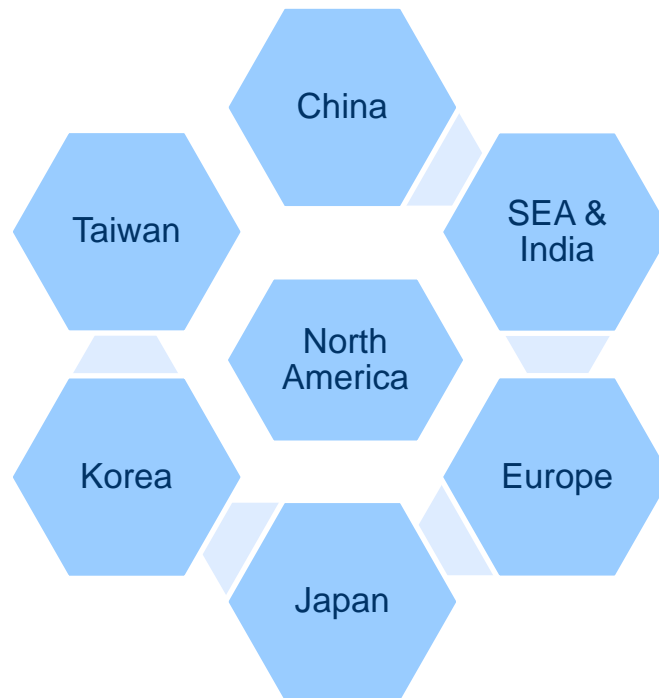 China
Taiwan
SEA &
India
North
America
Korea
Europe
Japan